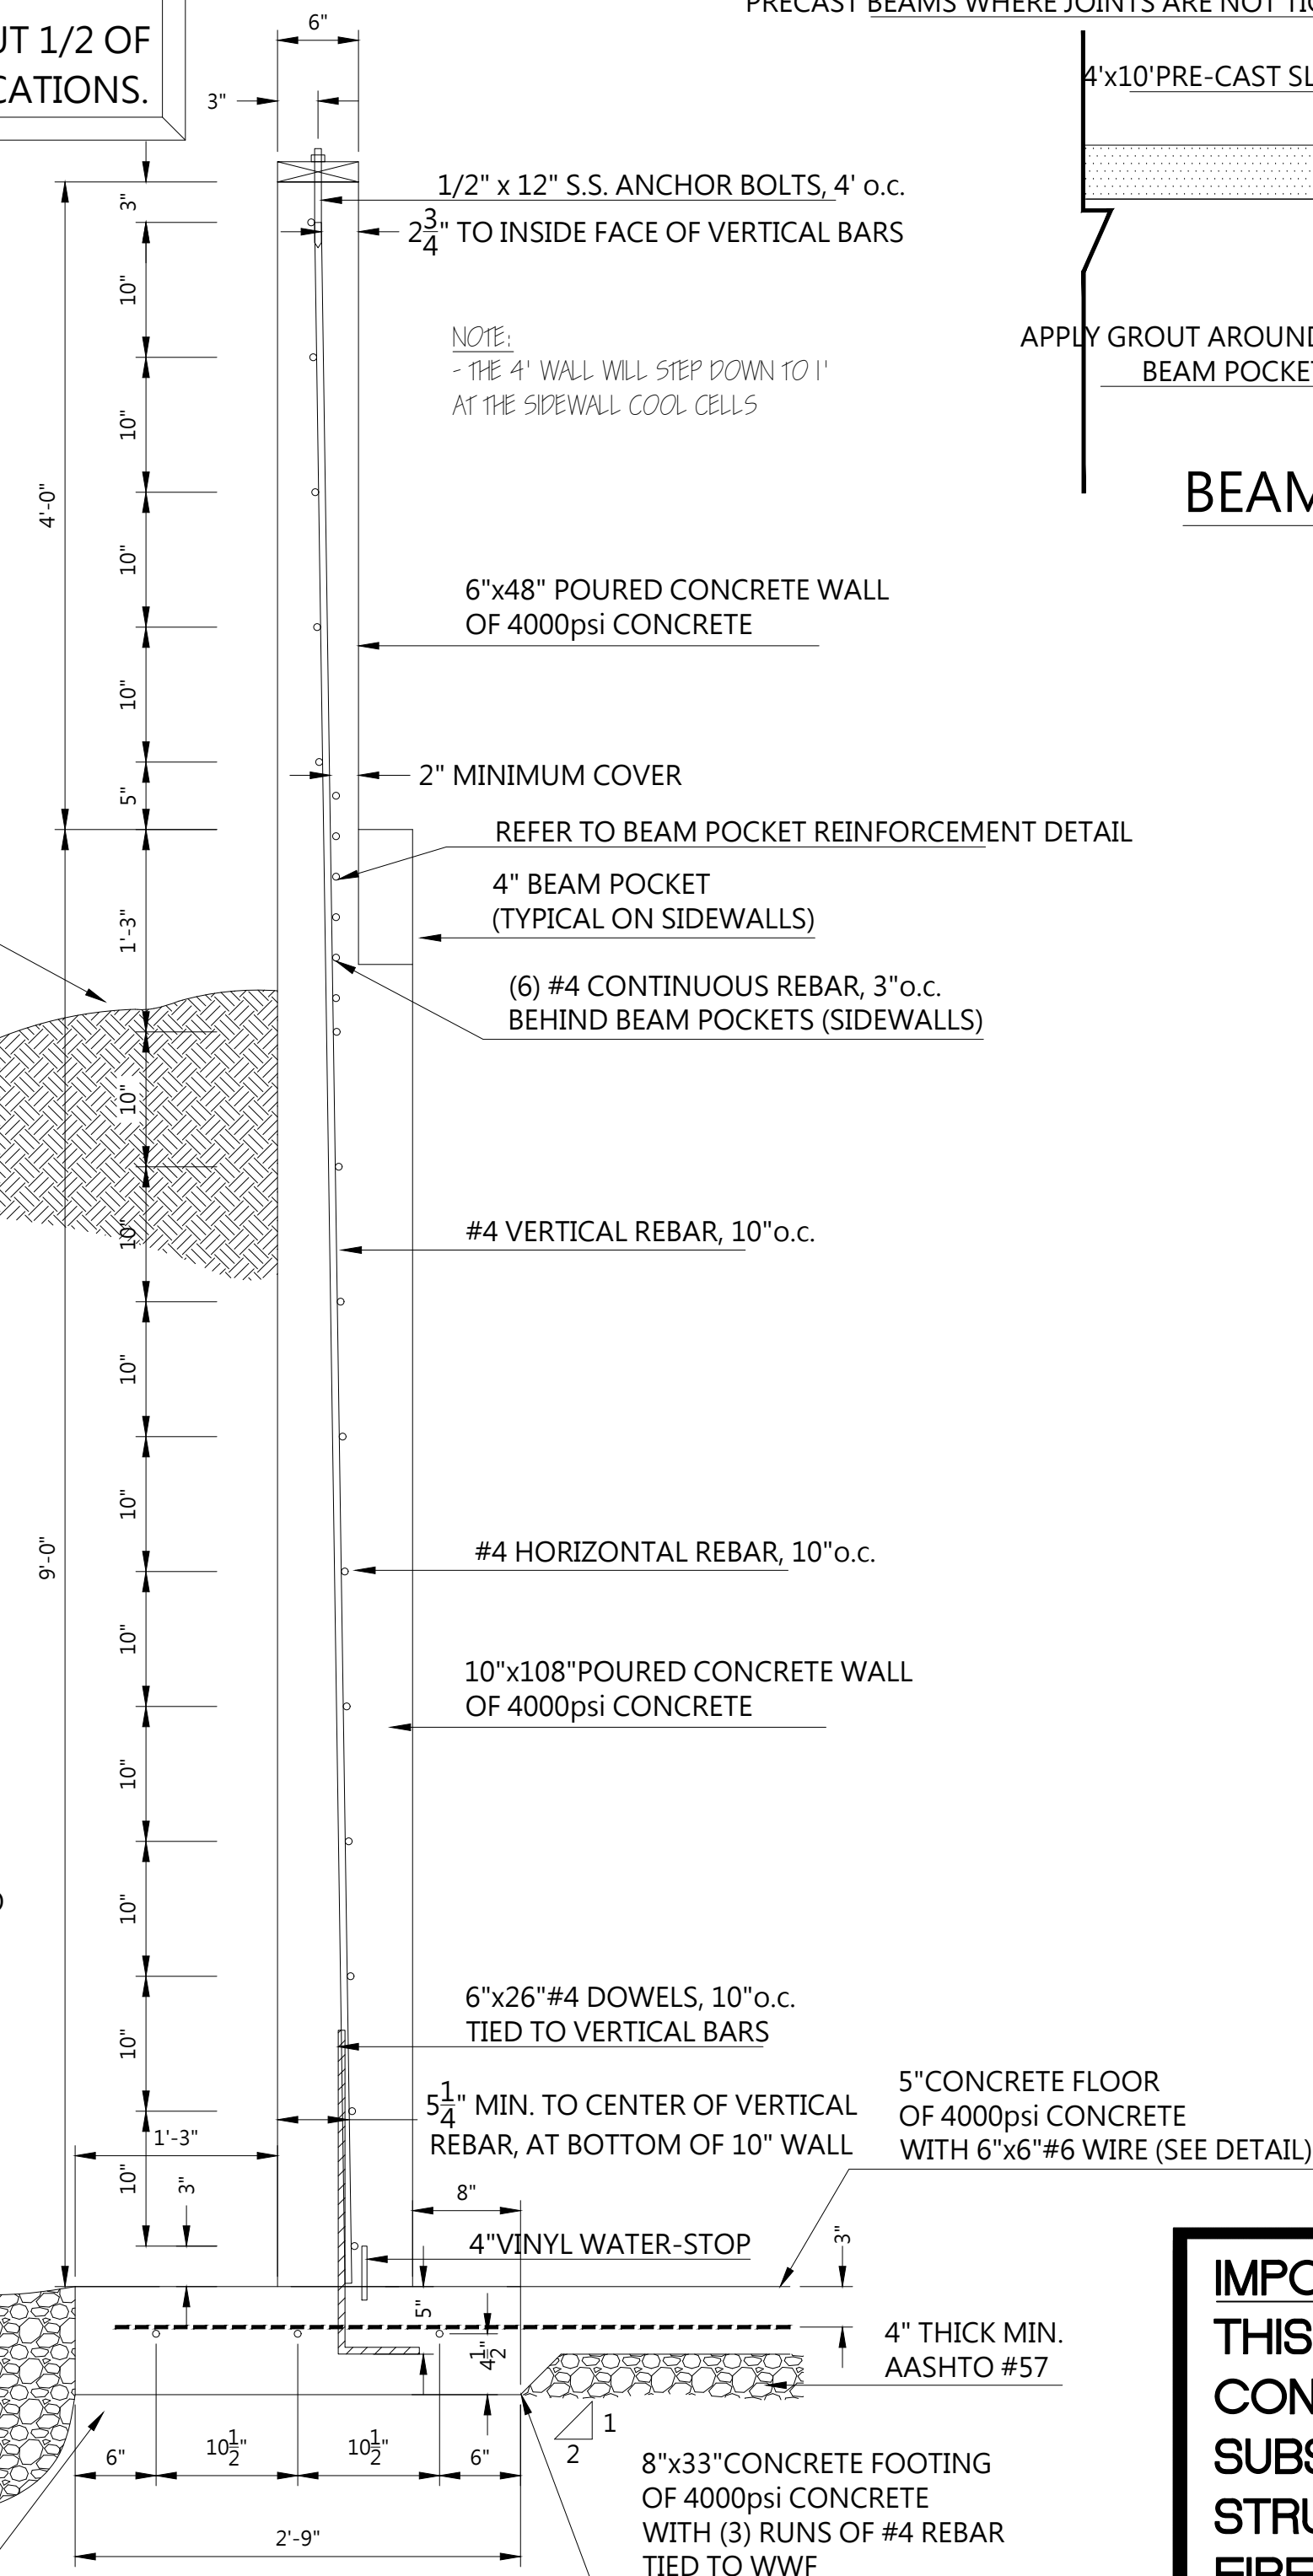 UT 1/2 OF
CATIONS.
6"
3"
PRECAST BEAMS WHERE JOINTS ARE NOT TIG
4'x10'PRE-CAST SL
1/2" x 12" S.S. ANCHOR BOLTS, 4' o.c.
2 3/4" TO INSIDE FACE OF VERTICAL BARS
3"
10"
NOTE:
- THE 4' WALL WILL STEP DOWN TO 1'
AT THE SIDEWALL COOL CELLS
APPLY GROUT AROUND
BEAM POCKET
BEAM
10"
4'-0"
10"
6"x48" POURED CONCRETE WALL
OF 4000psi CONCRETE
10"
2" MINIMUM COVER
5"
REFER TO BEAM POCKET REINFORCEMENT DETAIL
4" BEAM POCKET
(TYPICAL ON SIDEWALLS)
1'-3"
(6) #4 CONTINUOUS REBAR, 3"o.c.
BEHIND BEAM POCKETS (SIDEWALLS)
10"
10"
#4 VERTICAL REBAR, 10"o.c.
10"
10"
9'-0"
#4 HORIZONTAL REBAR, 10"o.c.
10"
10"x108"POURED CONCRETE WALL
OF 4000psi CONCRETE
10"
10"
10"
6"x26"#4 DOWELS, 10"o.c.
TIED TO VERTICAL BARS
5 1/4" MIN. TO CENTER OF VERTICAL
REBAR, AT BOTTOM OF 10" WALL
5"CONCRETE FLOOR
OF 4000psi CONCRETE
WITH 6"x6"#6 WIRE (SEE DETAIL)
1'-3"
10"
3"
8"
4"VINYL WATER-STOP
3"
5"
4 1/2"
4" THICK MIN.
AASHTO #57
1
2
6"
10 1/2"
10 1/2"
6"
2'-9"
8"x33"CONCRETE FOOTING
OF 4000psi CONCRETE
WITH (3) RUNS OF #4 REBAR
TIED TO WWF
IMPO
THIS
CON
SUBS
STRU
FIBE